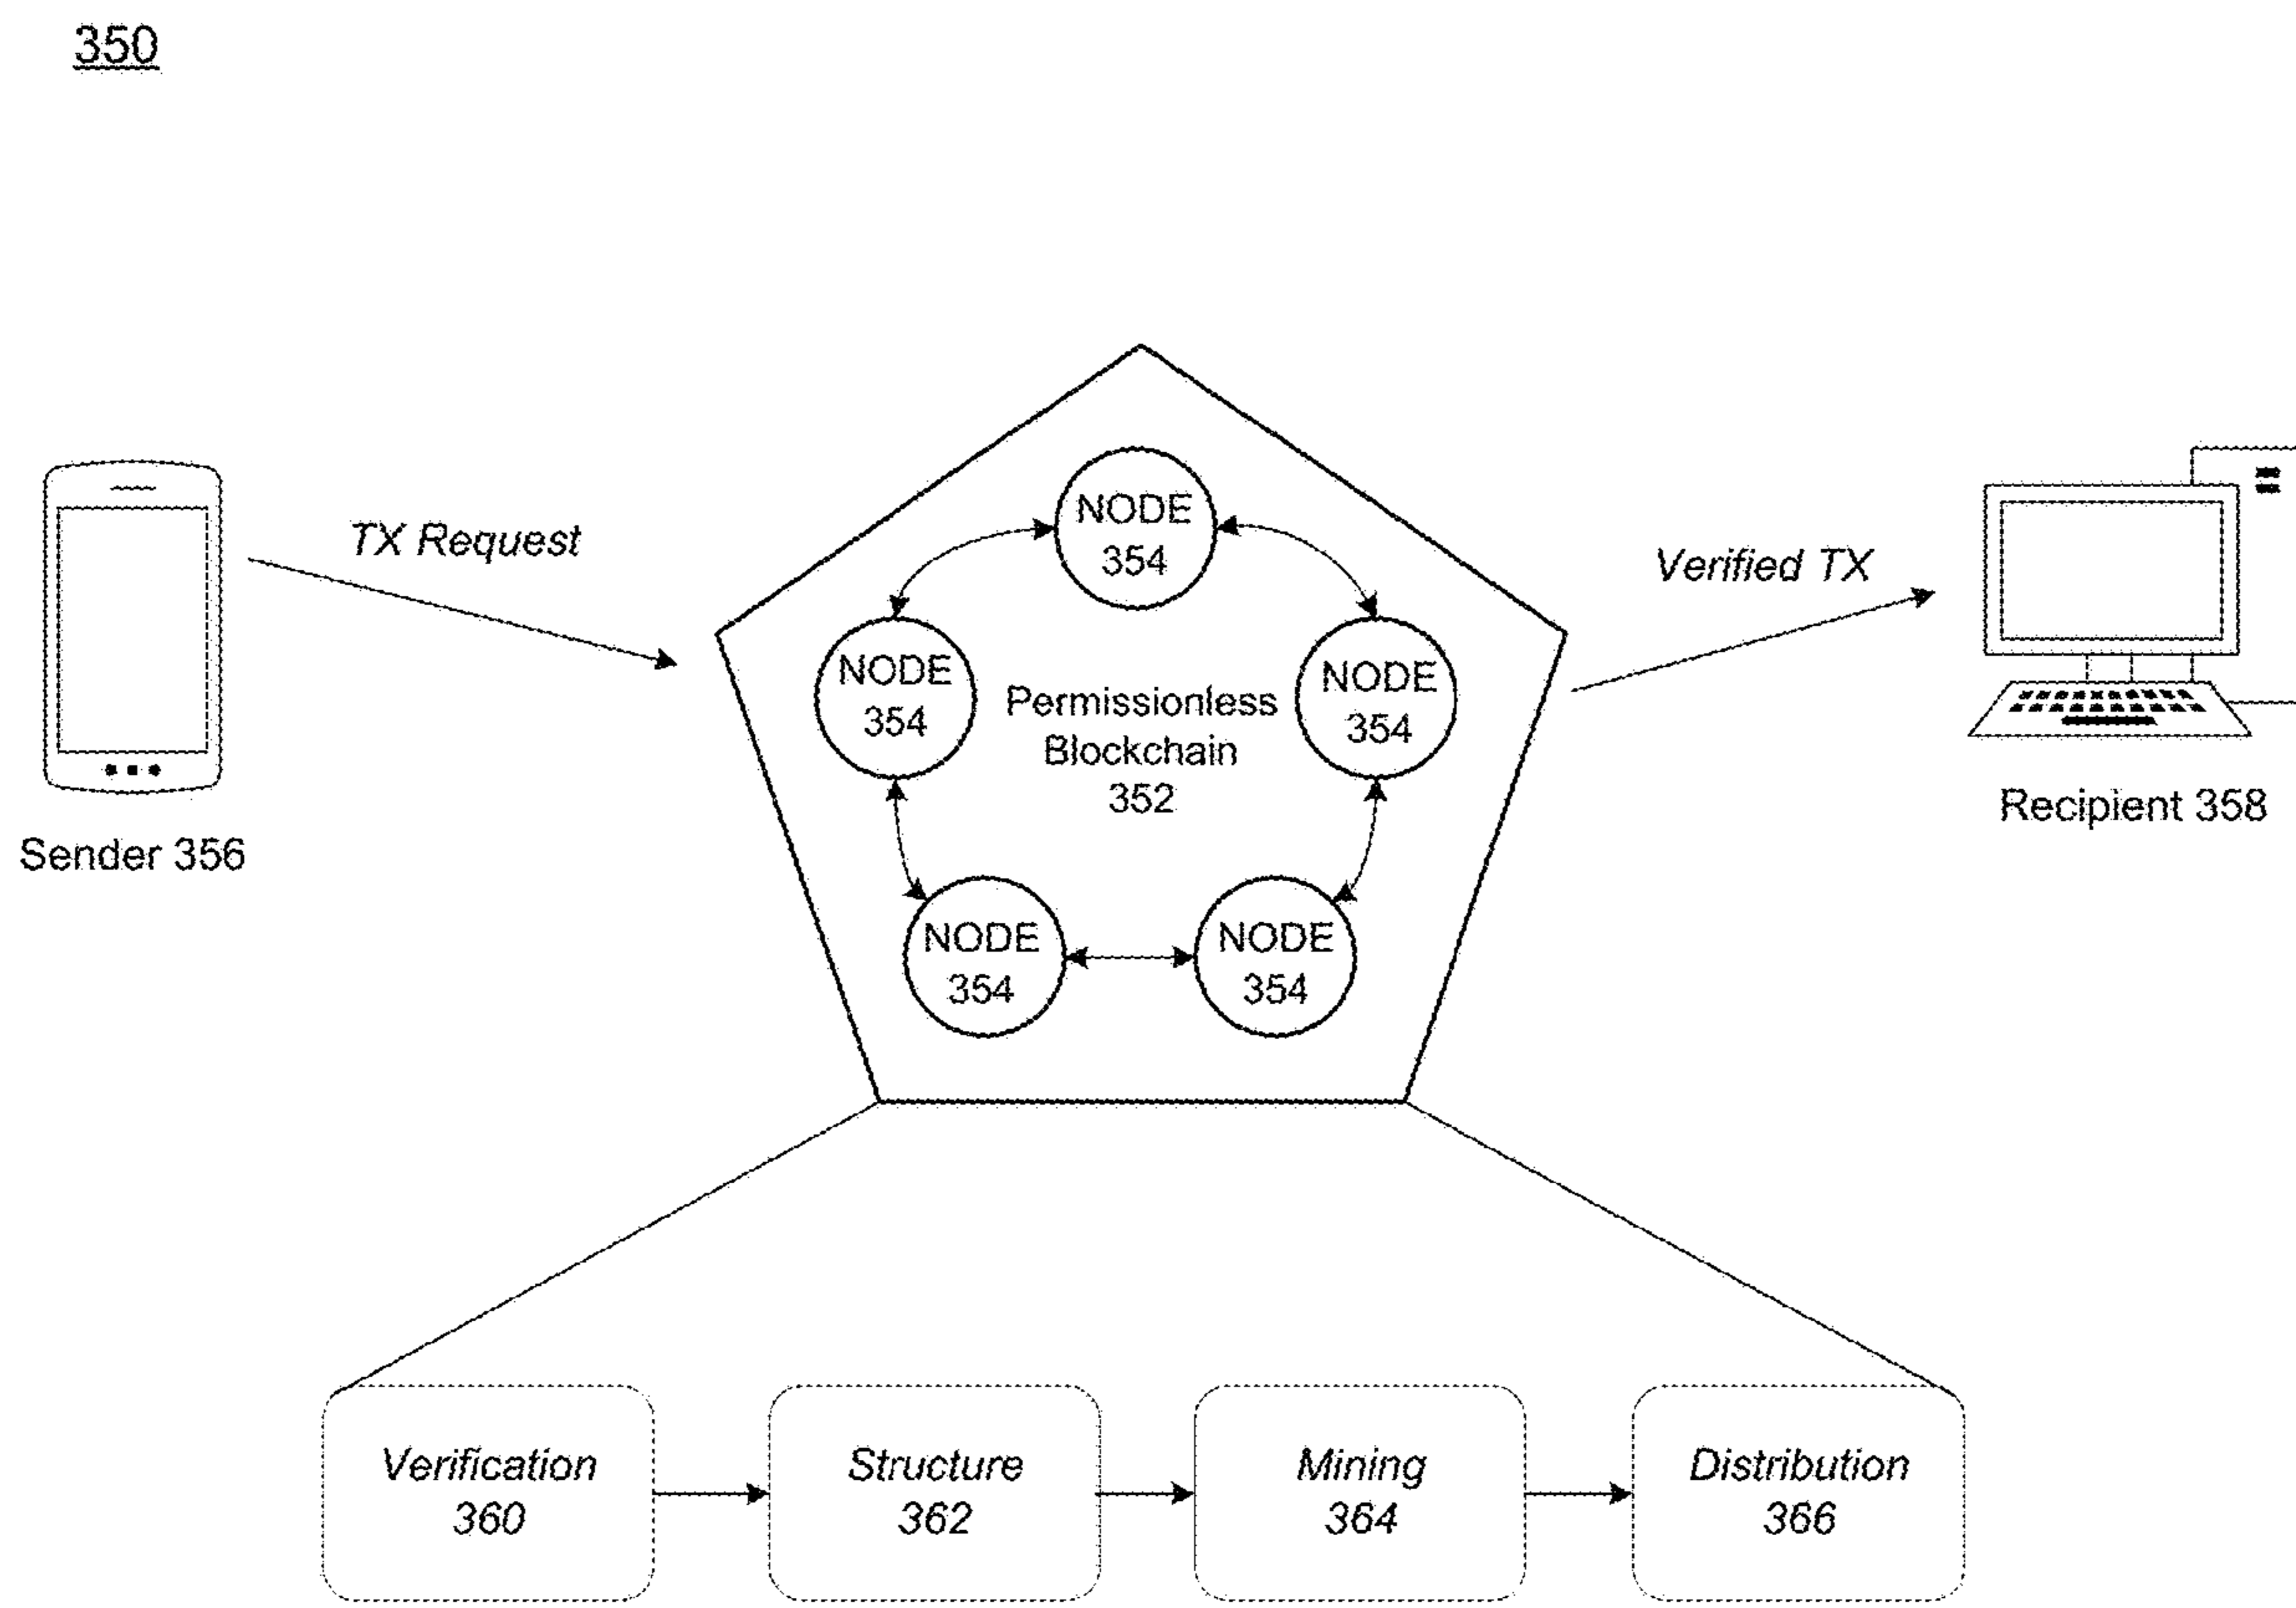 350
TX Request
Verified TX
Sender 356
Recipient 358
NODE
354
NODE
354
NODE
354
Permissionless
Blockchain
352
NODE
354
NODE
354
Verification
360
Structure
362
Mining
364
Distribution
366